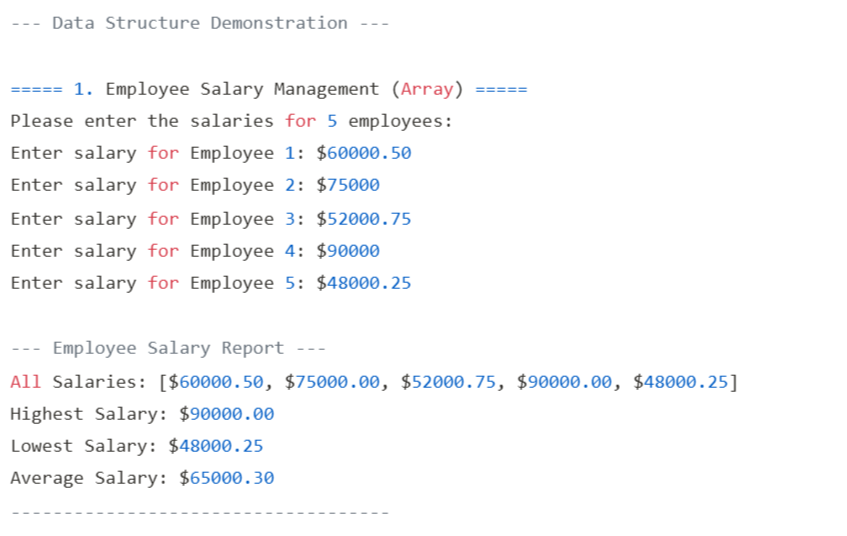 --- Data Structure Demonstration ---
===== 1. Employee Salary Management (Array) =====
Please enter the salaries for 5 employees:
Enter salary for Employee 1: $60000.50
Enter salary for Employee 2: $75000
Enter salary for Employee 3: $52000.75
Enter salary for Employee 4: $90000
Enter salary for Employee 5: $48000.25
--- Employee Salary Report ---
All Salaries: [$60000.50, $75000.00, $52000.75, $90000.00, $48000.25]
Highest Salary: $90000.00
Lowest Salary: $48000.25
Average Salary: $65000.30
------------------------------------